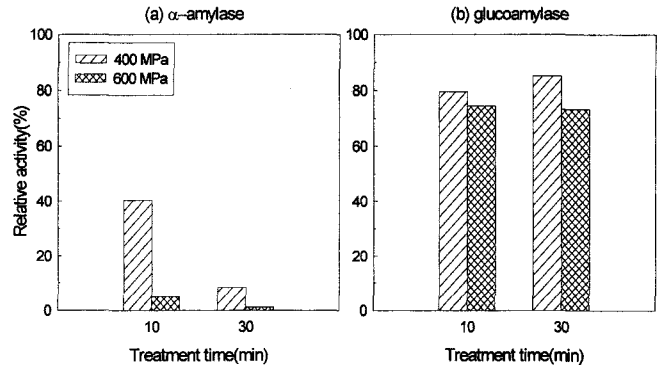 (a) α-amylase
(b) glucoamylase
400 MPa
600 MPa
Relative activity(%)
100
80
60
40
20
0
10
30
Treatment time(min)
100
80
60
40
20
0
10
30
Treatment time(min)